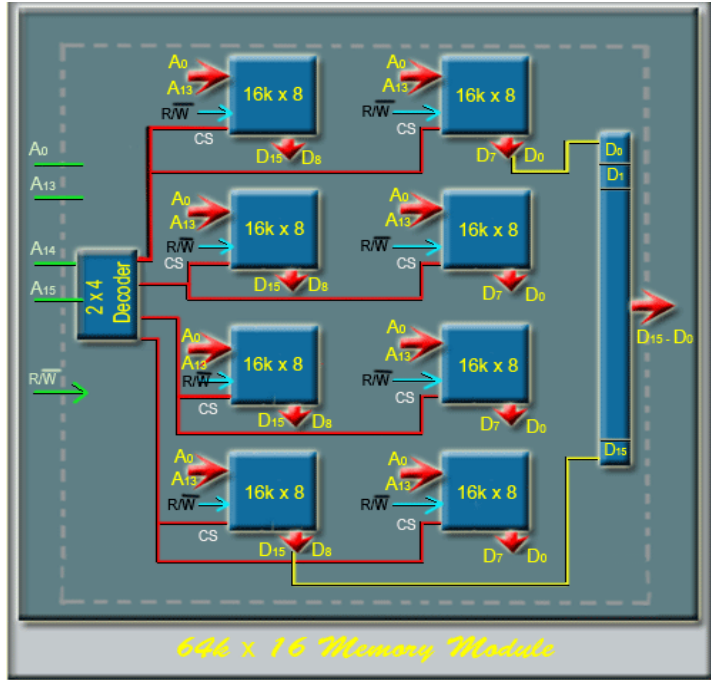 A0
A13
R/W̅
CS
16k x 8
D15 D8
A0
A13
R/W̅
CS
16k x 8
D7 D0
D0
D1
A0
A13
A0
A13
R/W̅
CS
16k x 8
D15 D8
A0
A13
R/W̅
CS
16k x 8
D7 D0
A14
A15
2 x 4
Decoder
D15 - D0
A0
A13
R/W̅
CS
16k x 8
D15 D8
A0
A13
R/W̅
CS
16k x 8
D7 D0
R/W̅
D15
A0
A13
R/W̅
CS
16k x 8
D15 D8
A0
A13
R/W̅
CS
16k x 8
D7 D0
64k x 16 Memory Module